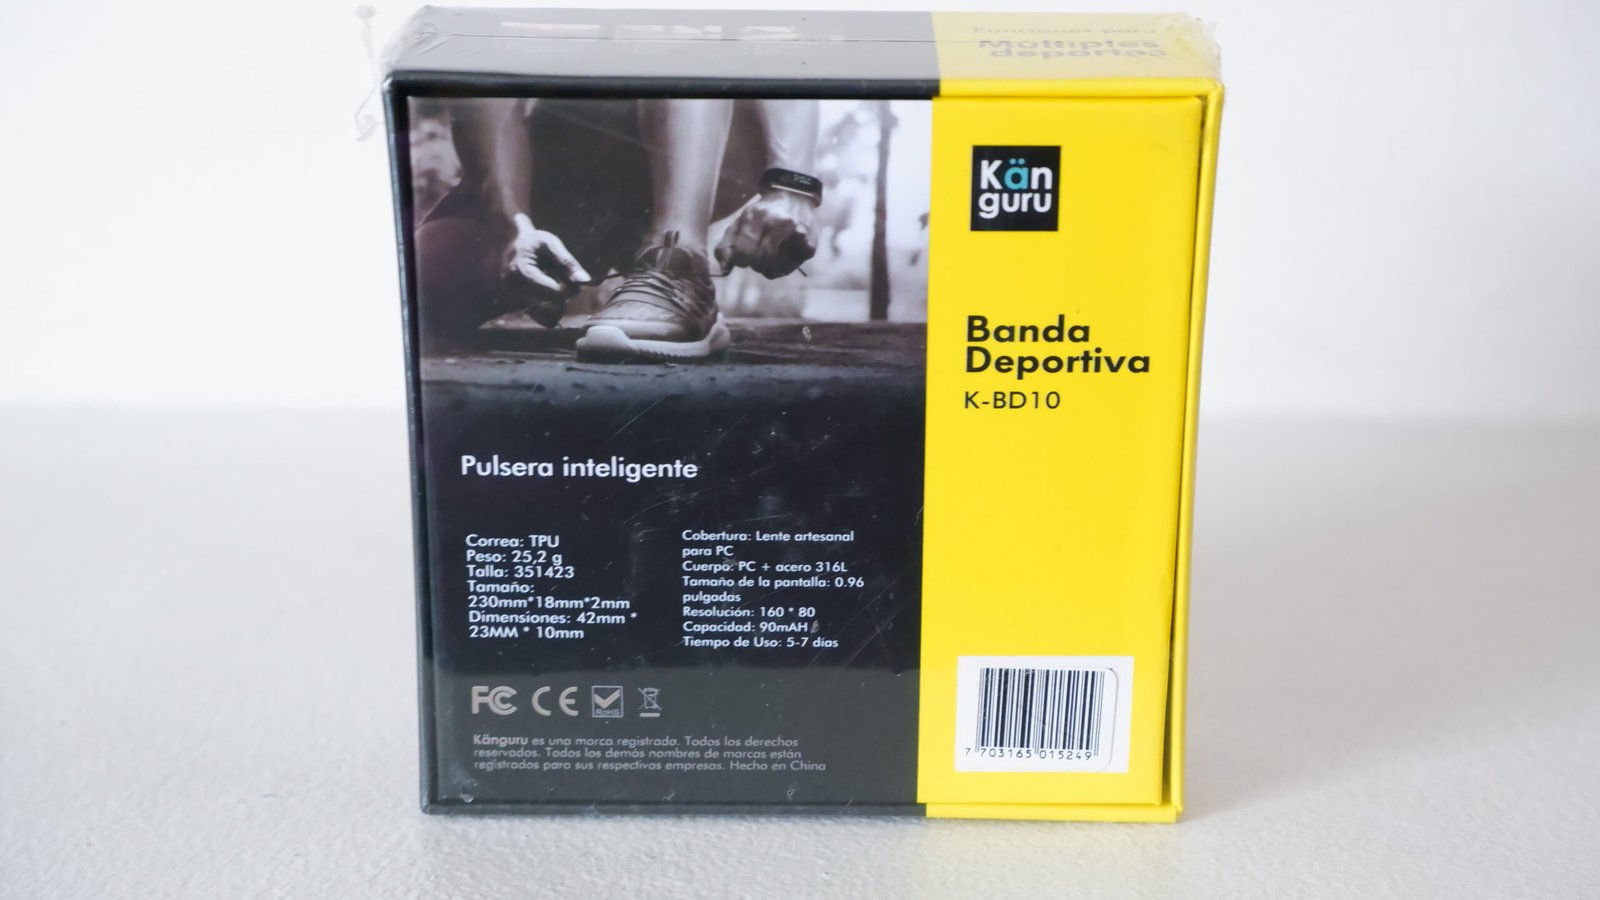 Funciones para
Múltiples
deportes
Kän
guru
Banda
Deportiva
K-BD10
Pulsera inteligente
Correa: TPU
Peso: 25,2 g
Talla: 351423
Tamaño:
230mm*18mm*2mm
Dimensiones: 42mm *
23MM * 10mm
Cobertura: Lente artesanal
para PC
Cuerpo: PC + acero 316L
Tamaño de la pantalla: 0.96
pulgadas
Resolución: 160 * 80
Capacidad: 90mAH
Tiempo de Uso: 5-7 días
FC CE RoHS
Känguru es una marca registrada. Todos los derechos
reservados. Todos los demás nombres de marcas están
registrados para sus respectivas empresas. Hecho en China
7 703165 015249